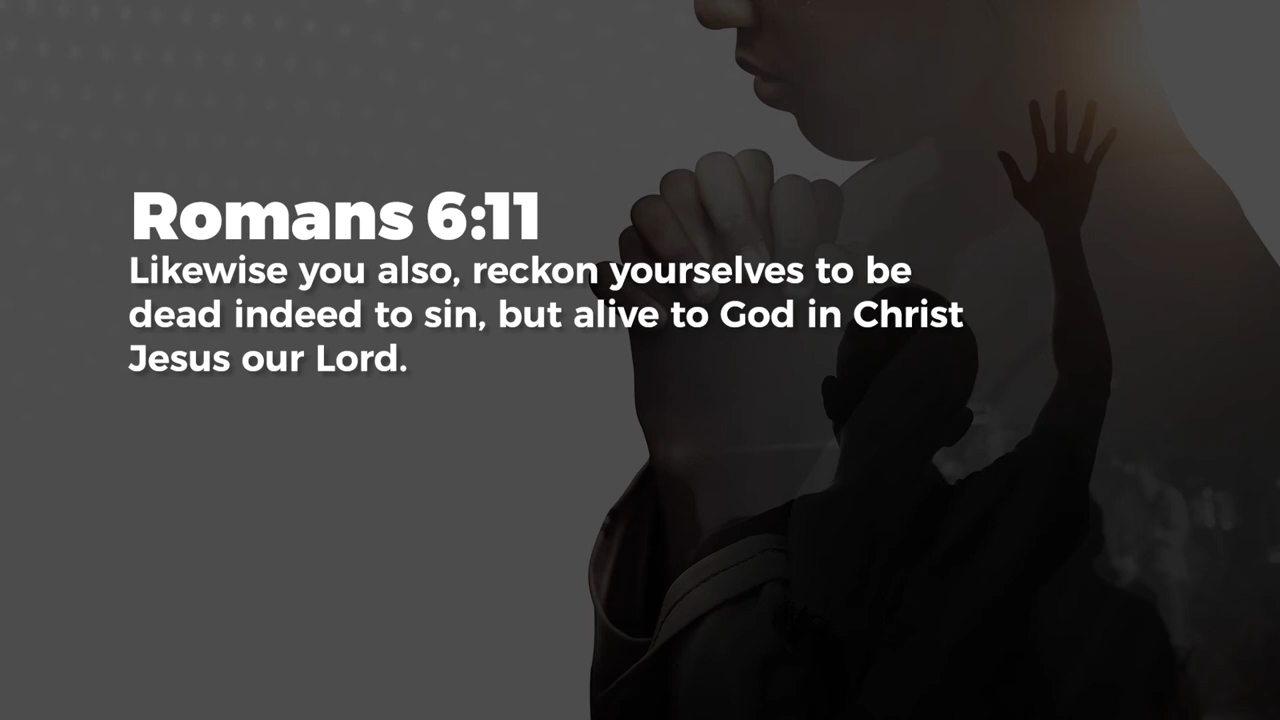 Romans 6:11
Likewise you also, reckon yourselves to be
dead indeed to sin, but alive to God in Christ
Jesus our Lord.